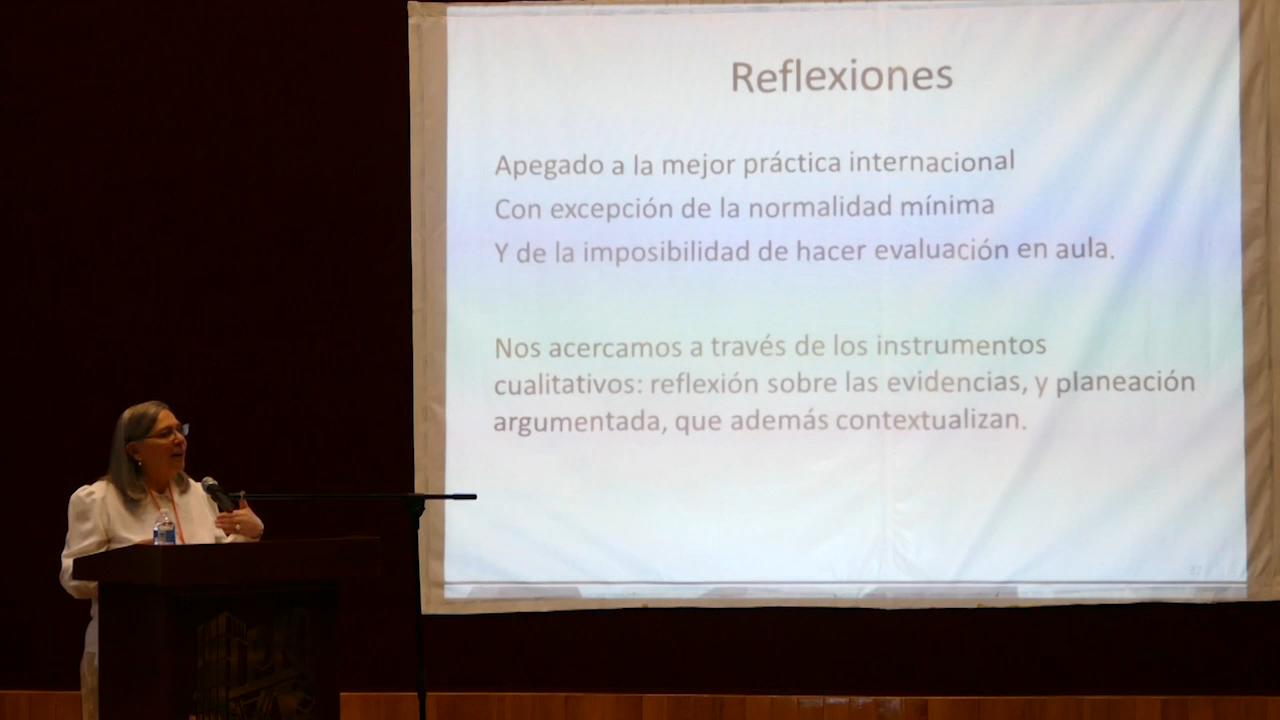 Reflexiones
Apegado a la mejor práctica internacional
Con excepción de la normalidad mínima
Y de la imposibilidad de hacer evaluación en aula.
Nos acercamos a través de los instrumentos
cualitativos: reflexión sobre las evidencias, y planeación
argumentada, que además contextualizan.